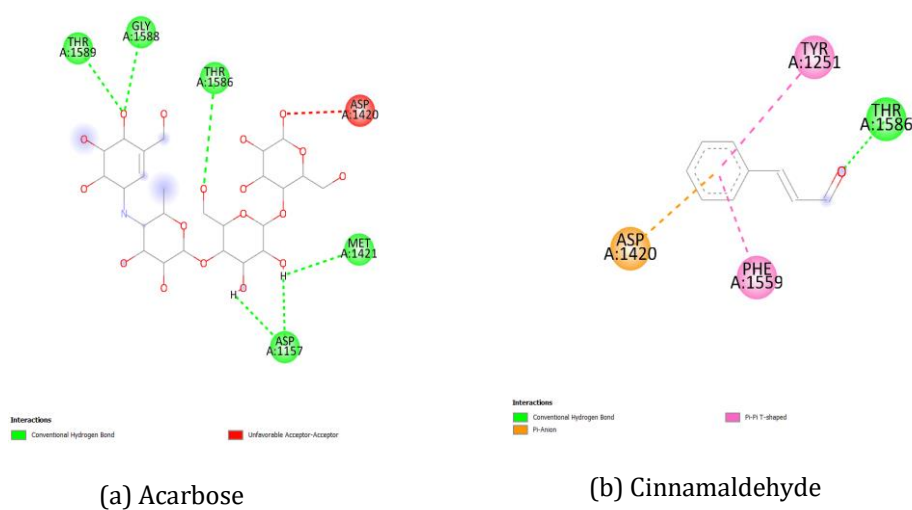 GLY
A:1588
THR
A:1589
THR
A:1586
ASP
A:1420
MET
A:1421
H
H
ASP
A:1157
Interactions
Conventional Hydrogen Bond
Unfavorable Acceptor-Acceptor
(a) Acarbose
TYR
A:1251
THR
A:1586
ASP
A:1420
PHE
A:1559
Interactions
Conventional Hydrogen Bond
Pi-Anion
Pi-Pi T-shaped
(b) Cinnamaldehyde